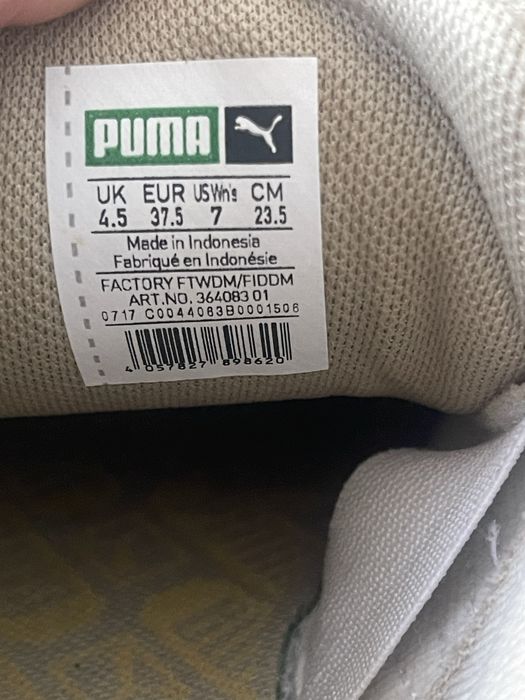 PUMA
UK EUR US Wn's CM
4.5 37.5 7 23.5
Made in Indonesia
Fabriqué en Indonésie
FACTORY FTWDM/FIDDM
ART.NO. 364083 01
0717 C0044083B0001506
4 057827 898620